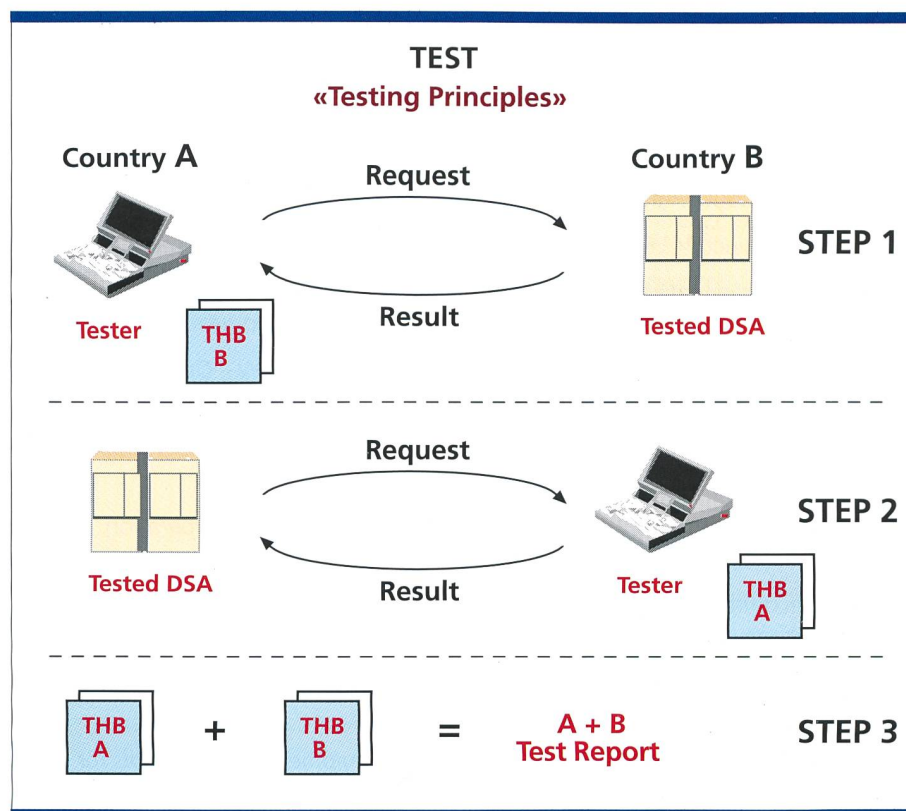 TEST
«Testing Principles»
Country A
Country B
Request
STEP 1
Result
Tester
THB
B
Tested DSA
Request
STEP 2
Tested DSA
Result
Tester
THB
A
THB
A
+
THB
B
=
A + B
Test Report
STEP 3